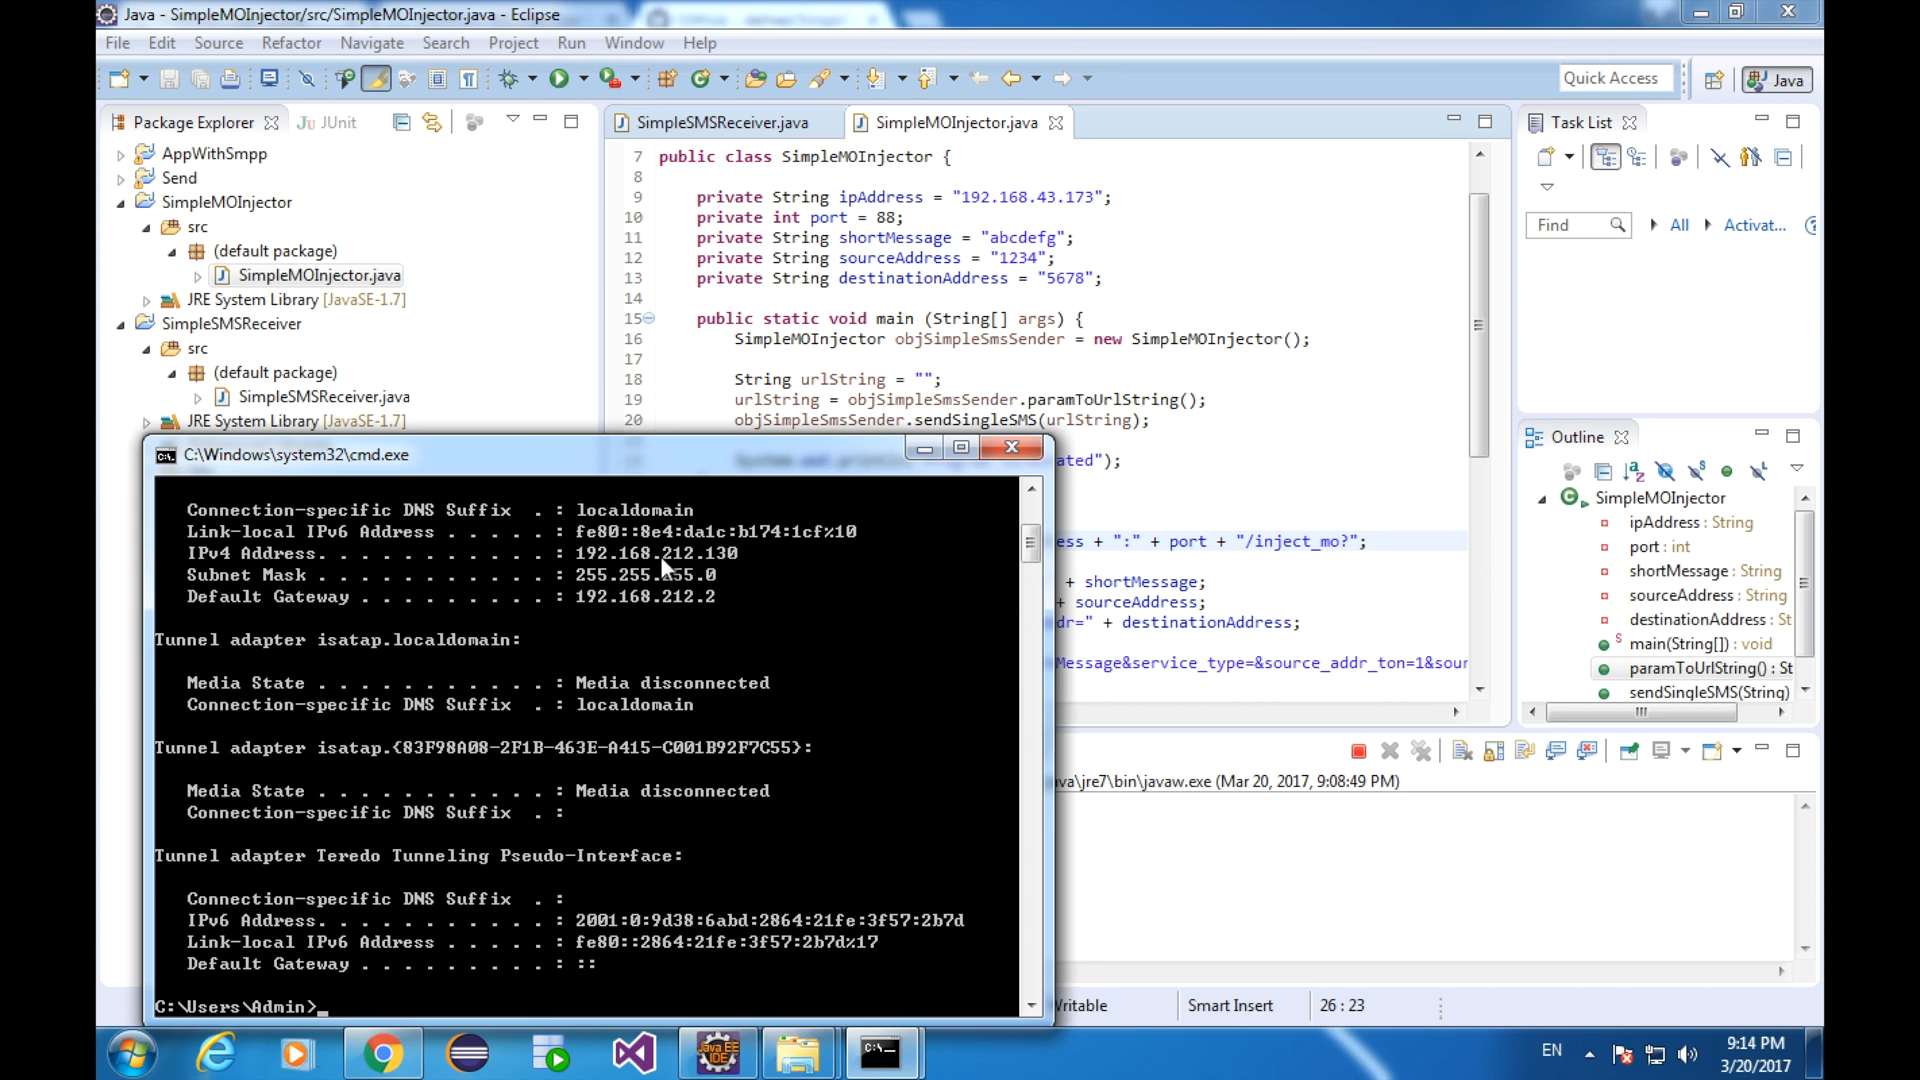 Java - SimpleMOInjector/src/SimpleMOInjector.java - Eclipse
File Edit Source Refactor Navigate Search Project Run Window Help
Quick Access
Java
Package Explorer
JUnit
AppWithSmpp
Send
SimpleMOInjector
src
(default package)
SimpleMOInjector.java
JRE System Library [JavaSE-1.7]
SimpleSMSReceiver
src
(default package)
SimpleSMSReceiver.java
JRE System Library [JavaSE-1.7]
SimpleSMSReceiver.java
SimpleMOInjector.java
7 public class SimpleMOInjector {
8
9 private String ipAddress = "192.168.43.173";
10 private int port = 88;
11 private String shortMessage = "abcdefg";
12 private String sourceAddress = "1234";
13 private String destinationAddress = "5678";
14
15 public static void main (String[] args) {
16 SimpleMOInjector objSimpleSmsSender = new SimpleMOInjector();
17
18 String urlString = "";
19 urlString = objSimpleSmsSender.paramToUrlString();
20 objSimpleSmsSender.sendSingleSMS(urlString);
ated");
ess + ":" + port + "/inject_mo?";
+ shortMessage;
+ sourceAddress;
dr=" + destinationAddress;
Message&service_type=&source_addr_ton=1&sour
Task List
Find
All
Activat...
Outline
SimpleMOInjector
ipAddress : String
port : int
shortMessage : String
sourceAddress : String
destinationAddress : St
main(String[]) : void
paramToUrlString() : St
sendSingleSMS(String)
va\jre7\bin\javaw.exe (Mar 20, 2017, 9:08:49 PM)
C:\Windows\system32\cmd.exe
Connection-specific DNS Suffix . : localdomain
Link-local IPv6 Address . . . . . : fe80::8e4:da1c:b174:1cf%10
IPv4 Address. . . . . . . . . . . : 192.168.212.130
Subnet Mask . . . . . . . . . . . : 255.255.255.0
Default Gateway . . . . . . . . . : 192.168.212.2
Tunnel adapter isatap.localdomain:
Media State . . . . . . . . . . . : Media disconnected
Connection-specific DNS Suffix . : localdomain
Tunnel adapter isatap.{83F98A08-2F1B-463E-A415-C001B92F7C55}:
Media State . . . . . . . . . . . : Media disconnected
Connection-specific DNS Suffix . :
Tunnel adapter Teredo Tunneling Pseudo-Interface:
Connection-specific DNS Suffix . :
IPv6 Address. . . . . . . . . . . : 2001:0:9d38:6abd:2864:21fe:3f57:2b7d
Link-local IPv6 Address . . . . . : fe80::2864:21fe:3f57:2b7d%17
Default Gateway . . . . . . . . . : ::
C:\Users\Admin>_
Writable
Smart Insert
26 : 23
Java EE
IDE
C:\_
EN
9:14 PM
3/20/2017